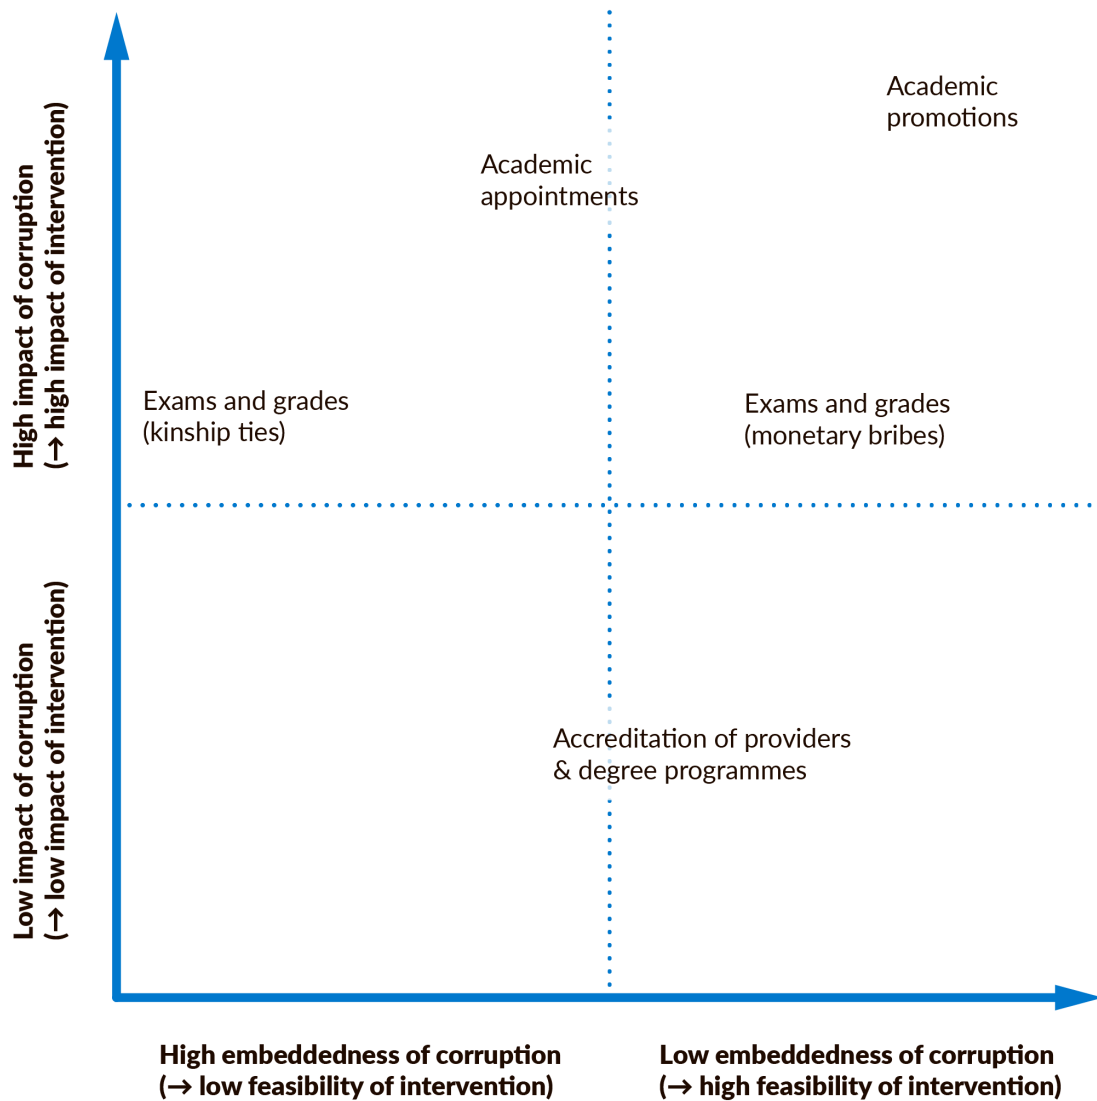 Academic
promotions
Academic
appointments
High impact of corruption
(→ high impact of intervention)
Exams and grades
(kinship ties)
Exams and grades
(monetary bribes)
Low impact of corruption
(→ low impact of intervention)
Accreditation of providers
& degree programmes
High embeddedness of corruption
(→ low feasibility of intervention)
Low embeddedness of corruption
(→ high feasibility of intervention)